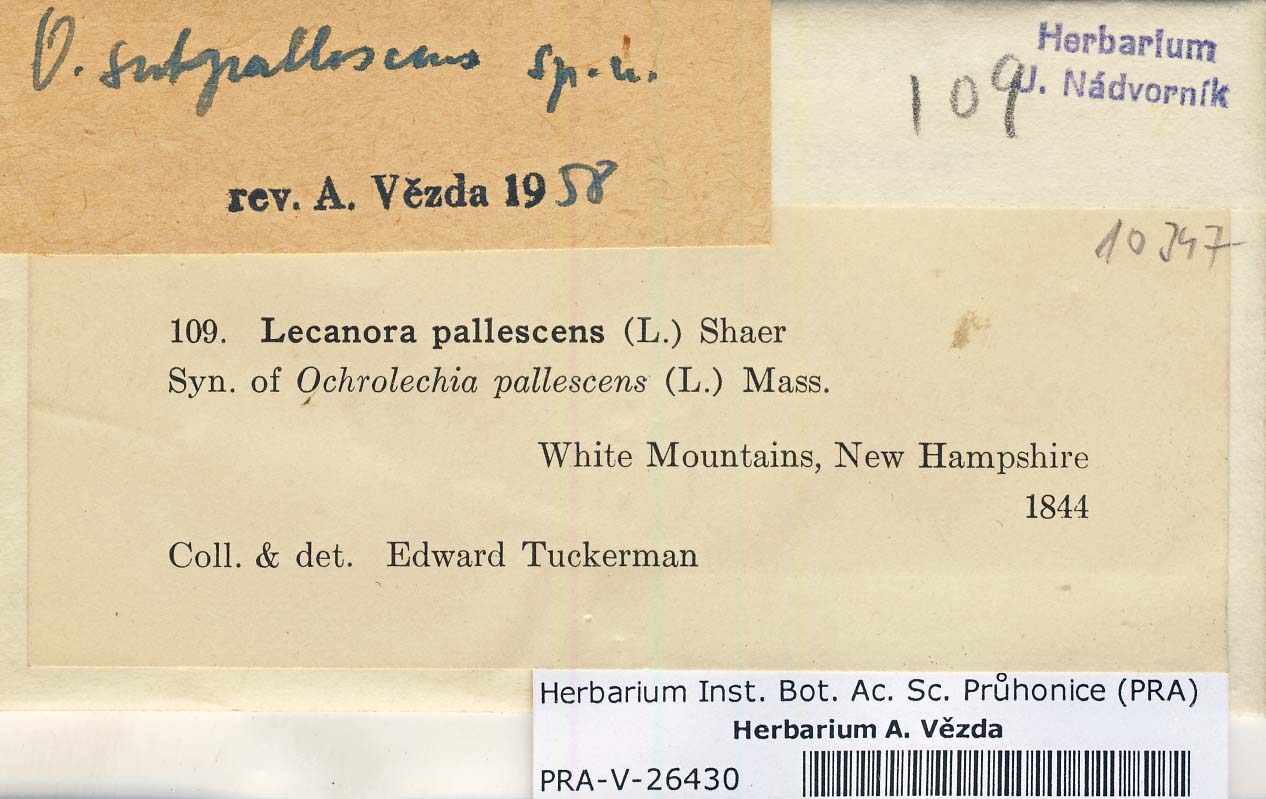 O. subpallescens sp. n.
rev. A. Vězda 1958
Herbarium
J. Nádvorník
109
10347
109. Lecanora pallescens (L.) Shaer
Syn. of Ochrolechia pallescens (L.) Mass.
White Mountains, New Hampshire
1844
Coll. & det. Edward Tuckerman
Herbarium Inst. Bot. Ac. Sc. Průhonice (PRA)
Herbarium A. Vězda
PRA-V-26430